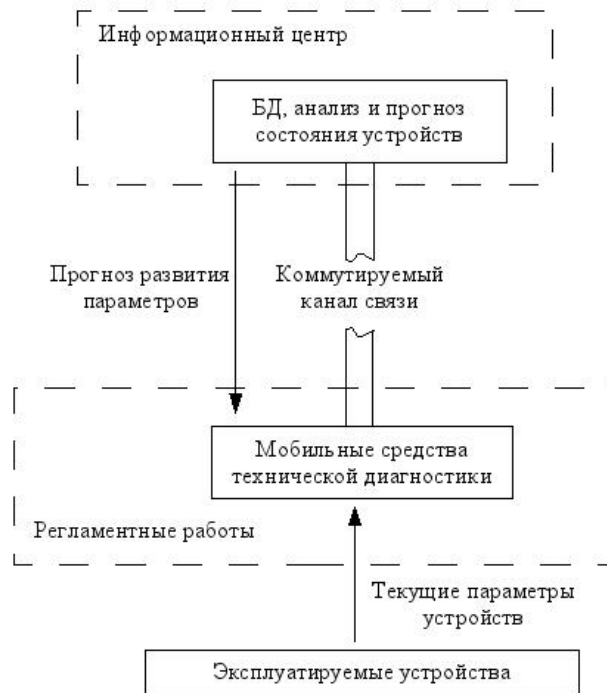 Информационный центр
БД, анализ и прогноз
состояния устройств
Прогноз развития
параметров
Коммутируемый
канал связи
Мобильные средства
технической диагностики
Регламентные работы
Текущие параметры
устройств
Эксплуатируемые устройства